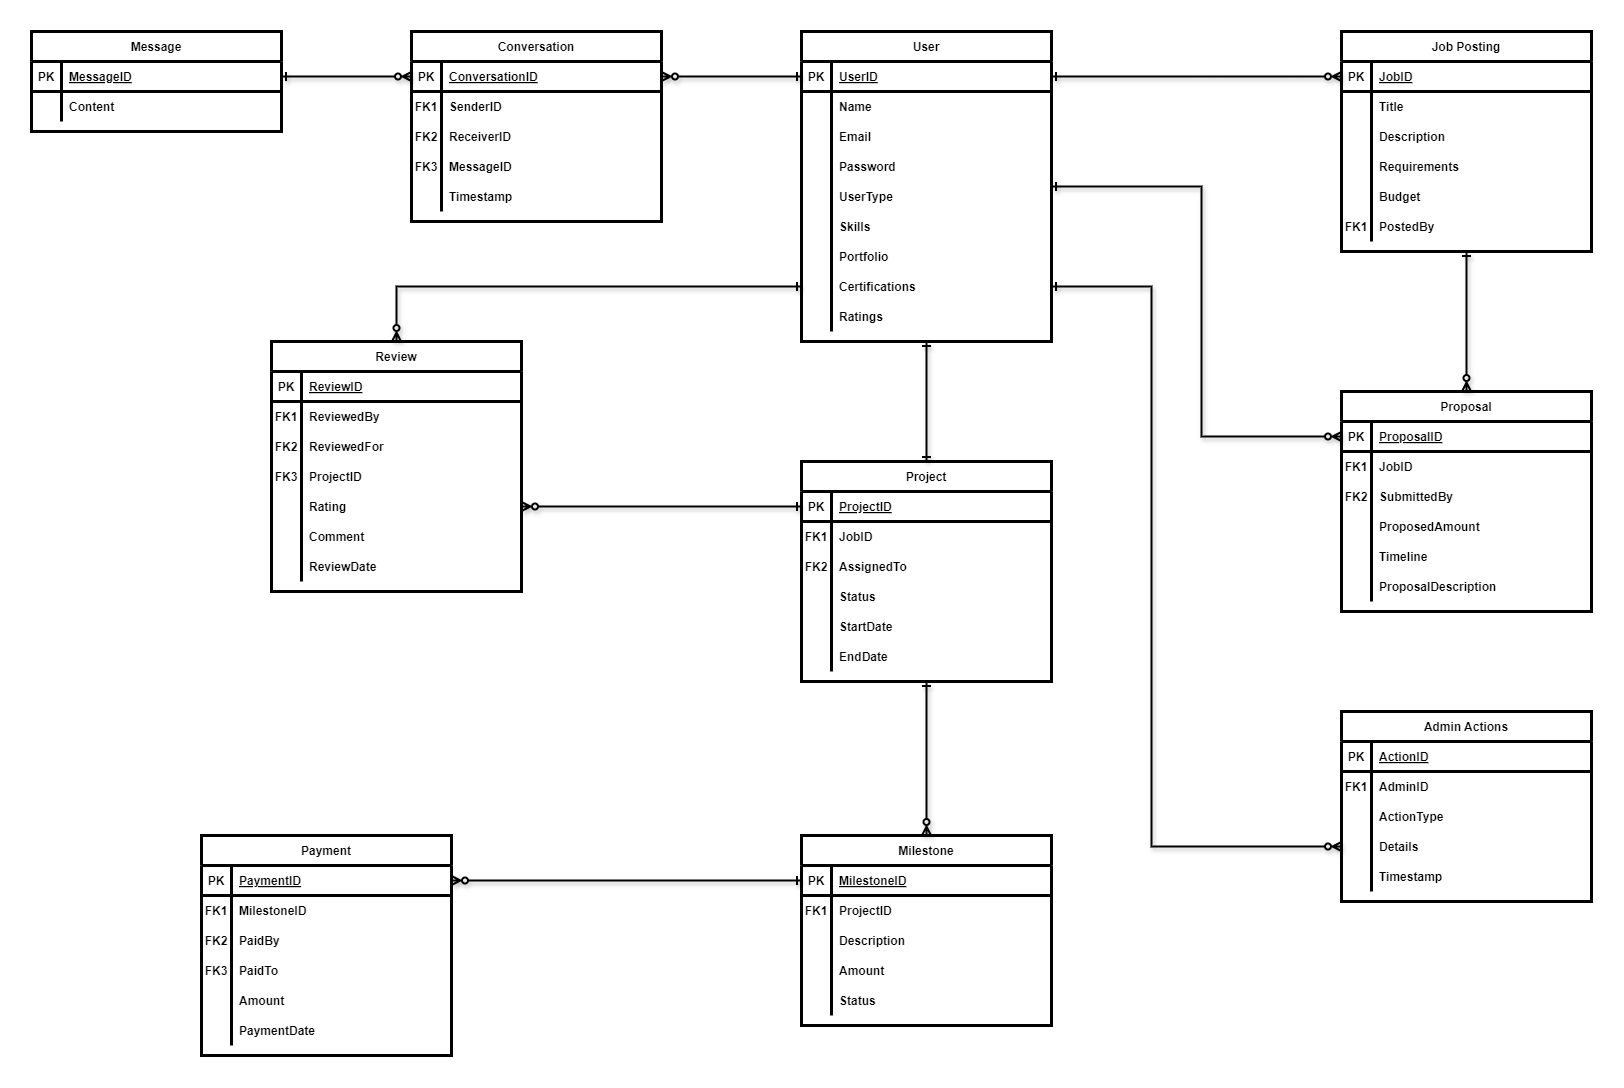 Message
PK MessageID
Content
Conversation
PK ConversationID
FK1 SenderID
FK2 ReceiverID
FK3 MessageID
Timestamp
User
PK UserID
Name
Email
Password
UserType
Skills
Portfolio
Certifications
Ratings
Job Posting
PK JobID
Title
Description
Requirements
Budget
FK1 PostedBy
Review
PK ReviewID
FK1 ReviewedBy
FK2 ReviewedFor
FK3 ProjectID
Rating
Comment
ReviewDate
Project
PK ProjectID
FK1 JobID
FK2 AssignedTo
Status
StartDate
EndDate
Proposal
PK ProposalID
FK1 JobID
FK2 SubmittedBy
ProposedAmount
Timeline
ProposalDescription
Admin Actions
PK ActionID
FK1 AdminID
ActionType
Details
Timestamp
Payment
PK PaymentID
FK1 MilestoneID
FK2 PaidBy
FK3 PaidTo
Amount
PaymentDate
Milestone
PK MilestoneID
FK1 ProjectID
Description
Amount
Status